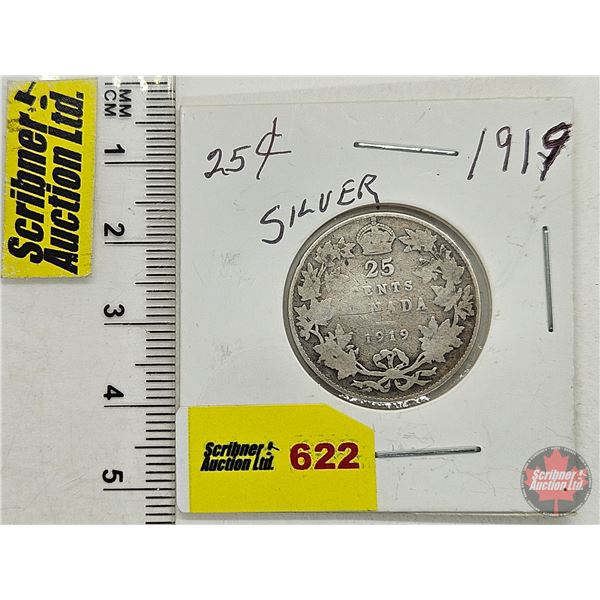 Scribner
Auction Ltd.
MM
CM
1
2
3
4
5
25¢
1919
SILVER
25
CENTS
CANADA
1919
Scribner
Auction Ltd.
622
Scribner
Auction Ltd.